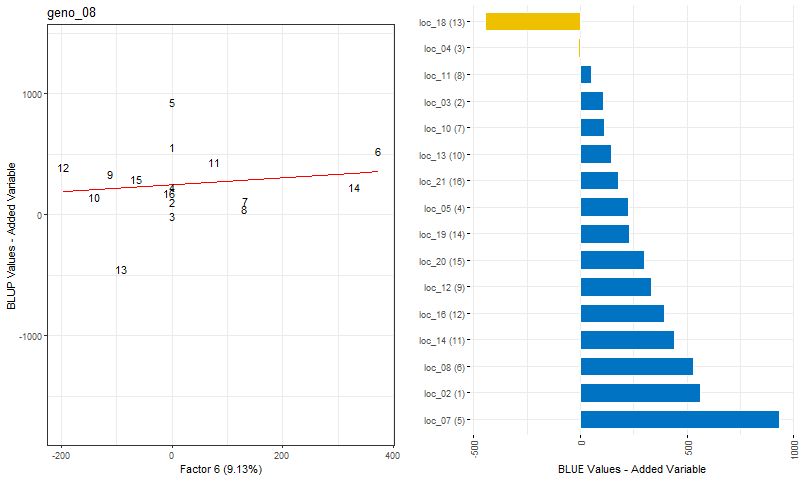 geno_08
BLUP Values - Added Variable
1000
0
-1000
5
1
6
11
12
9
15
14
10
16
2
7
8
3
13
-200
0
200
400
Factor 6 (9.13%)
loc_18 (13)
loc_04 (3)
loc_11 (8)
loc_03 (2)
loc_10 (7)
loc_13 (10)
loc_21 (16)
loc_05 (4)
loc_19 (14)
loc_20 (15)
loc_12 (9)
loc_16 (12)
loc_14 (11)
loc_08 (6)
loc_02 (1)
loc_07 (5)
-500
0
500
1000
BLUE Values - Added Variable